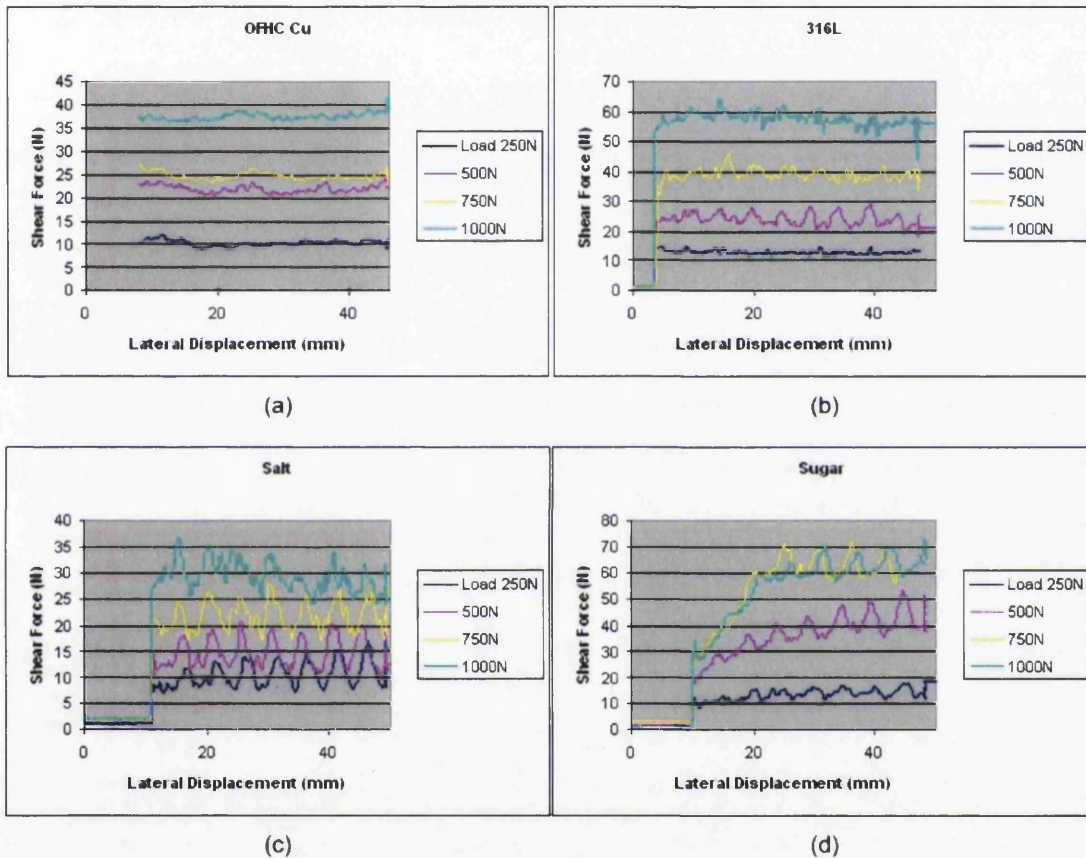 OFHC Cu
Shear Force (N)
45
40
35
30
25
20
15
10
5
0
0 20 40
Lateral Displacement (mm)
Load 250N
500N
750N
1000N
(a)
316L
Shear Force (N)
70
60
50
40
30
20
10
0
0 20 40
Lateral Displacement (mm)
Load 250N
500N
750N
1000N
(b)
Salt
Shear Force (N)
40
35
30
25
20
15
10
5
0
0 20 40
Lateral Displacement (mm)
Load 250N
500N
750N
1000N
(c)
Sugar
Shear Force (N)
80
70
60
50
40
30
20
10
0
0 20 40
Lateral Displacement (mm)
Load 250N
500N
750N
1000N
(d)